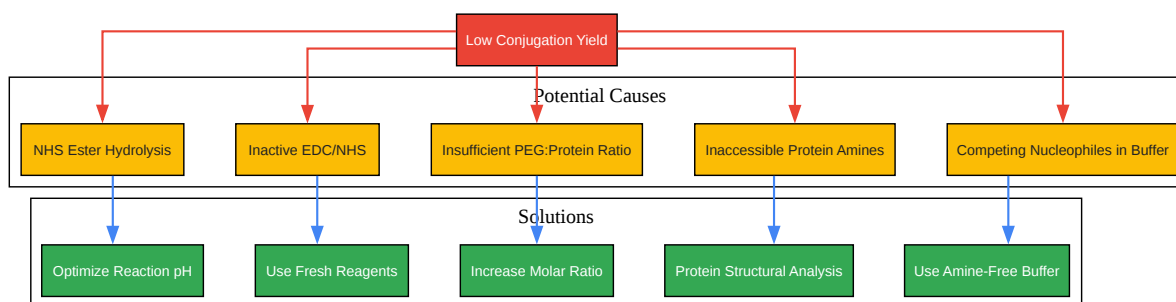 Low Conjugation Yield
Potential Causes
NHS Ester Hydrolysis
Inactive EDC/NHS
Insufficient PEG:Protein Ratio
Inaccessible Protein Amines
Competing Nucleophiles in Buffer
Solutions
Optimize Reaction pH
Use Fresh Reagents
Increase Molar Ratio
Protein Structural Analysis
Use Amine-Free Buffer